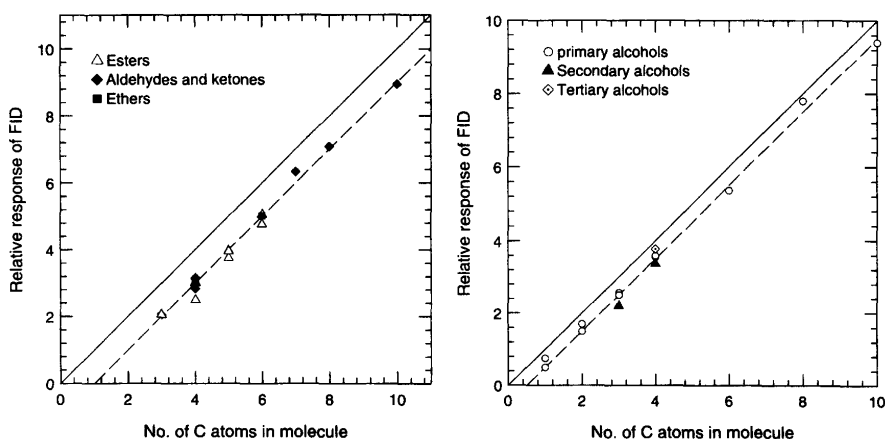 10
8
6
4
2
0
Relative response of FID
Esters
Aldehydes and ketones
Ethers
0 2 4 6 8 10
No. of C atoms in molecule
10
8
6
4
2
0
Relative response of FID
primary alcohols
Secondary alcohols
Tertiary alcohols
0 2 4 6 8 10
No. of C atoms in molecule